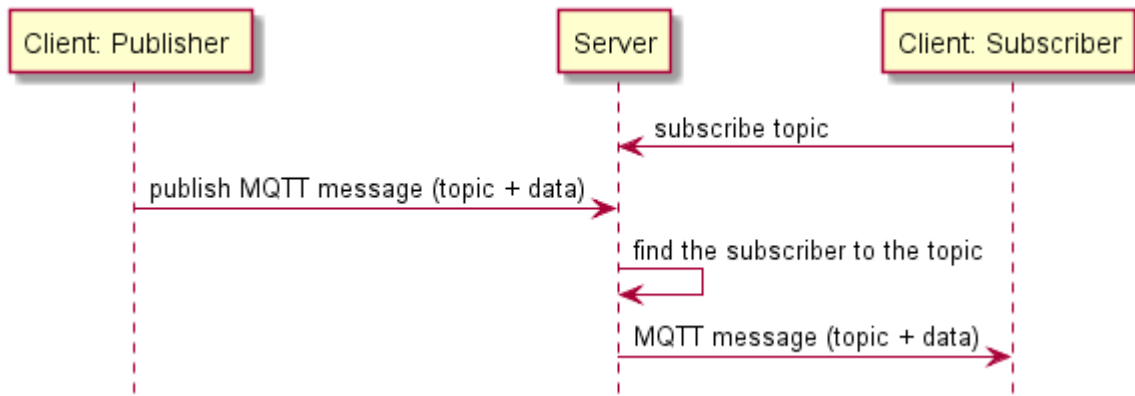 Client: Publisher
Server
Client: Subscriber
subscribe topic
publish MQTT message (topic + data)
find the subscriber to the topic
MQTT message (topic + data)